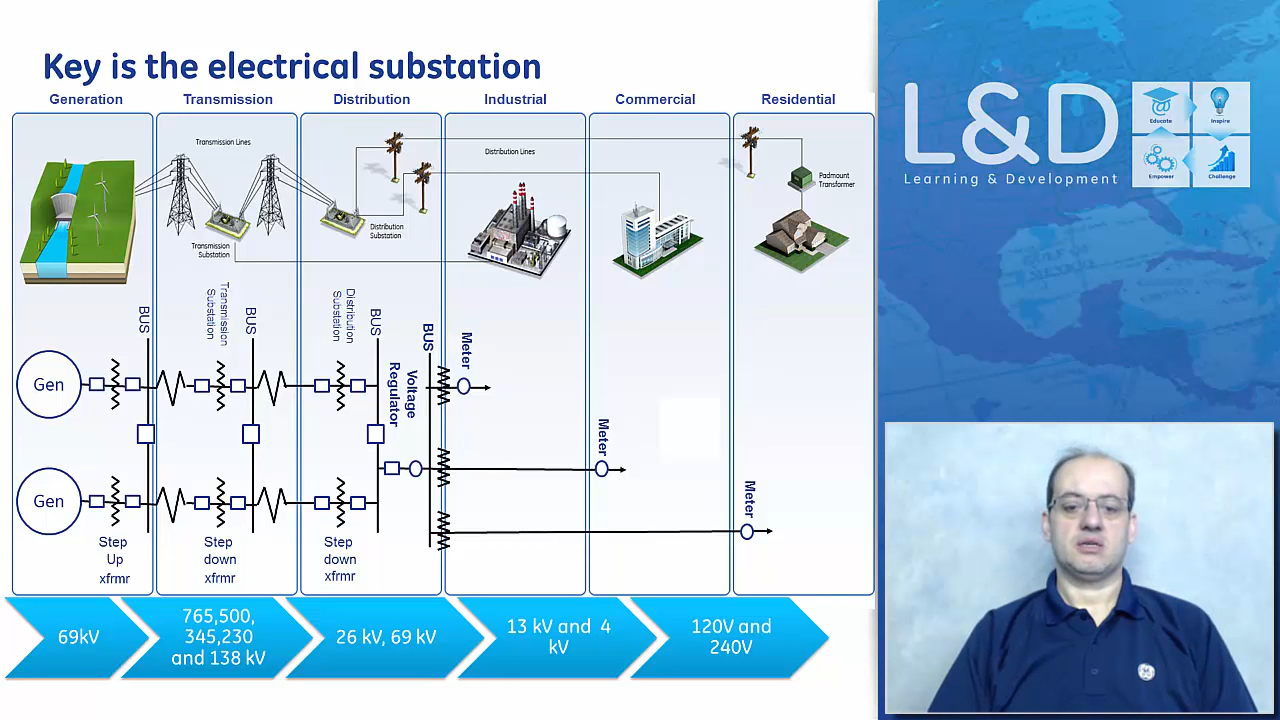 Key is the electrical substation
Generation
Transmission
Distribution
Industrial
Commercial
Residential
Transmission Lines
Distribution Lines
Padmount
Transformer
Distribution
Substation
Transmission
Substation
BUS
Transmission
Substation
BUS
Distribution
Substation
BUS
Voltage
Regulator
BUS
Meter
Gen
Meter
Gen
Meter
Step
Up
xfrmr
Step
down
xfrmr
Step
down
xfrmr
69kV
765,500,
345,230
and 138 kV
26 kV, 69 kV
13 kV and 4
kV
120V and
240V
L&D
Learning & Development
Educate
Inspire
Empower
Challenge